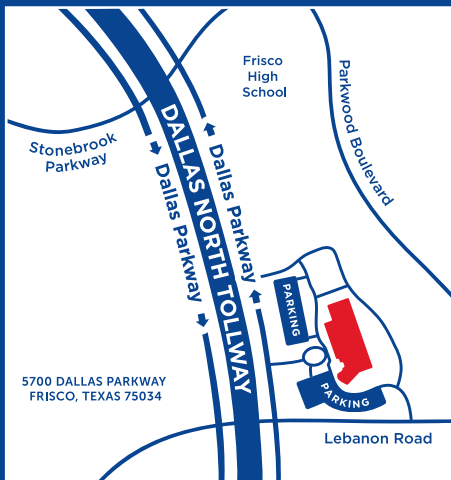 Frisco
High
School
Parkwood Boulevard
Stonebrook
Parkway
DALLAS NORTH TOLLWAY
Dallas Parkway
Dallas Parkway
PARKING
5700 DALLAS PARKWAY
FRISCO, TEXAS 75034
PARKING
Lebanon Road